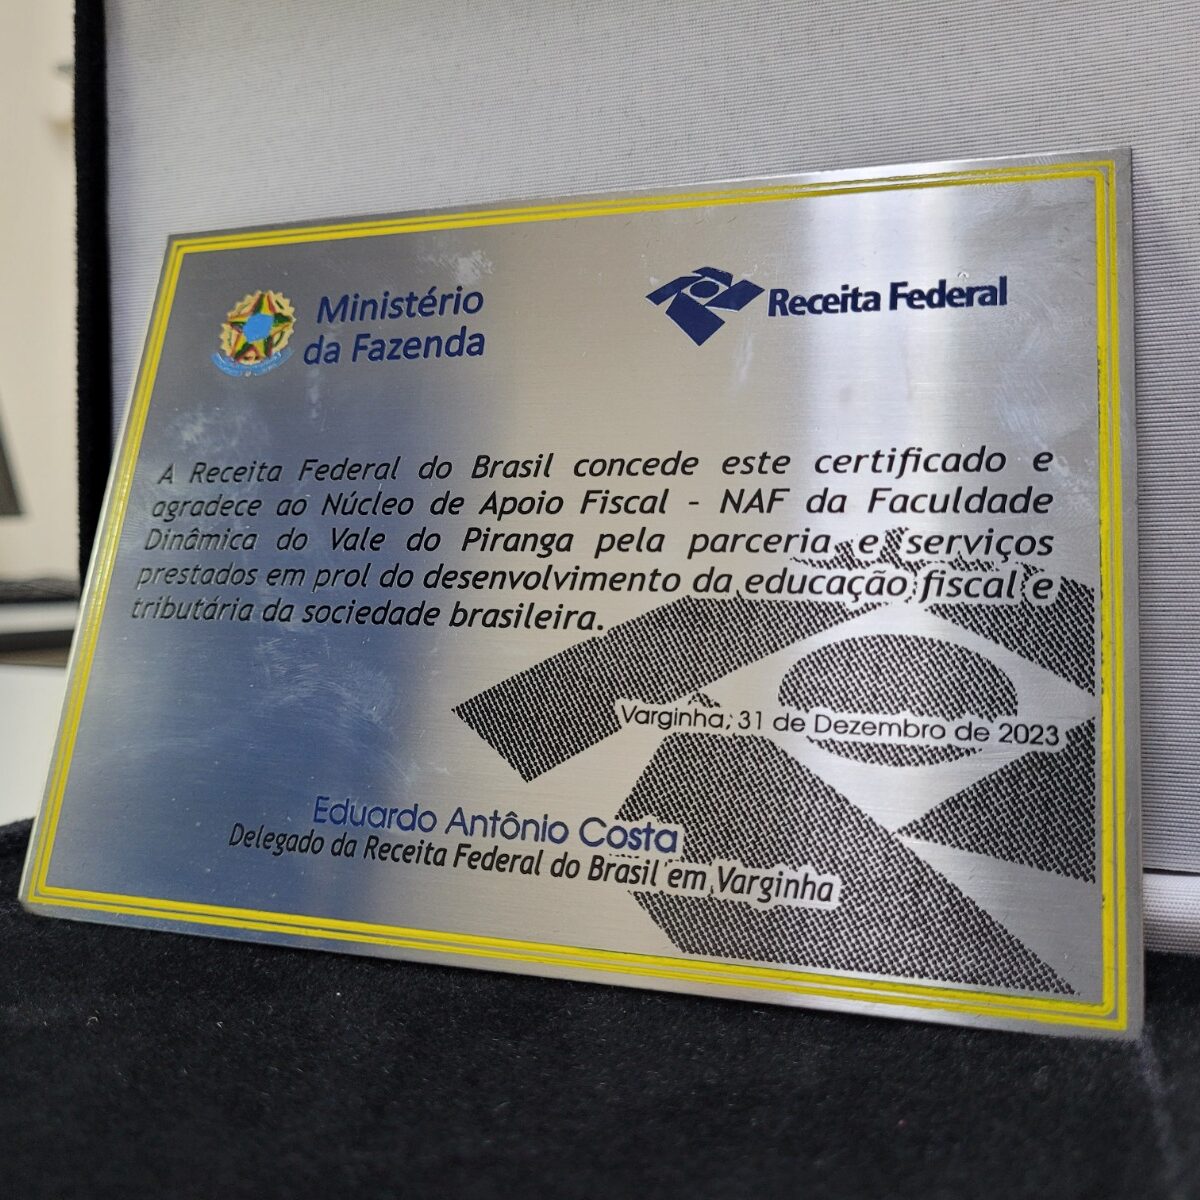 Ministério
da Fazenda
Receita Federal
A Receita Federal do Brasil concede este certificado e
agradece ao Núcleo de Apoio Fiscal - NAF da Faculdade
Dinâmica do Vale do Piranga pela parceria e serviços
prestados em prol do desenvolvimento da educação fiscal e
tributária da sociedade brasileira.
Varginha, 31 de Dezembro de 2023
Eduardo Antônio Costa
Delegado da Receita Federal do Brasil em Varginha